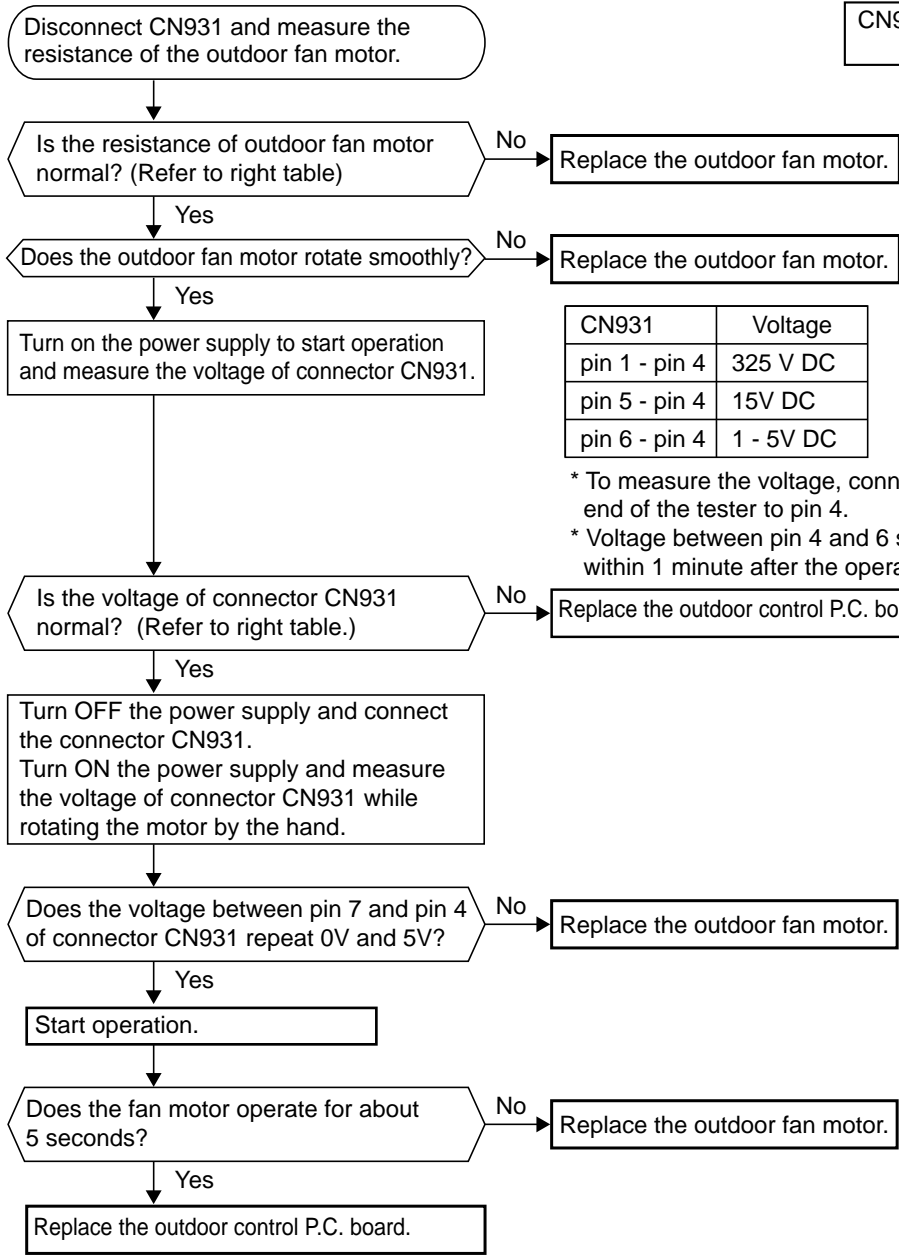 Disconnect CN931 and measure the
resistance of the outdoor fan motor.
Is the resistance of outdoor fan motor
normal? (Refer to right table)
No
Replace the outdoor fan motor.
Yes
Does the outdoor fan motor rotate smoothly?
No
Replace the outdoor fan motor.
Yes
Turn on the power supply to start operation
and measure the voltage of connector CN931.
CN931 Voltage
pin 1 - pin 4 325 V DC
pin 5 - pin 4 15V DC
pin 6 - pin 4 1 - 5V DC
* To measure the voltage,
end of the tester to pin 4.
* Voltage between pin 4 and 6
within 1 minute after the
Is the voltage of connector CN931
normal? (Refer to right table.)
No
Replace the outdoor control P.C.
Yes
Turn OFF the power supply and connect
the connector CN931.
Turn ON the power supply and measure
the voltage of connector CN931 while
rotating the motor by the hand.
Does the voltage between pin 7 and pin 4
of connector CN931 repeat 0V and 5V?
No
Replace the outdoor fan motor.
Yes
Start operation.
Does the fan motor operate for about
5 seconds?
No
Replace the outdoor fan motor.
Yes
Replace the outdoor control P.C. board.